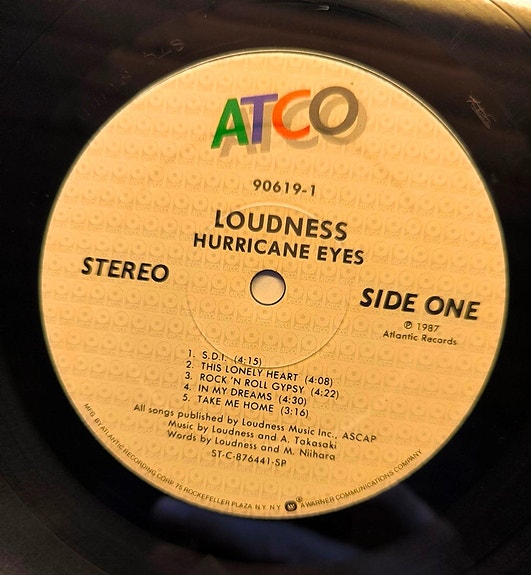 ATCO
90619-1
LOUDNESS
HURRICANE EYES
STEREO
SIDE ONE
℗ 1987
Atlantic Records
1. S.D.I. (4:15)
2. THIS LONELY HEART (4:08)
3. ROCK 'N ROLL GYPSY (4:22)
4. IN MY DREAMS (4:30)
5. TAKE ME HOME (3:16)
All songs published by Loudness Music Inc., ASCAP
Music by Loudness and A. Takasaki
Words by Loudness and M. Niihara
ST-C-876441-SP
MFG. BY ATLANTIC RECORDING CORP. 75 ROCKEFELLER PLAZA N.Y. N.Y. ® A WARNER COMMUNICATIONS COMPANY